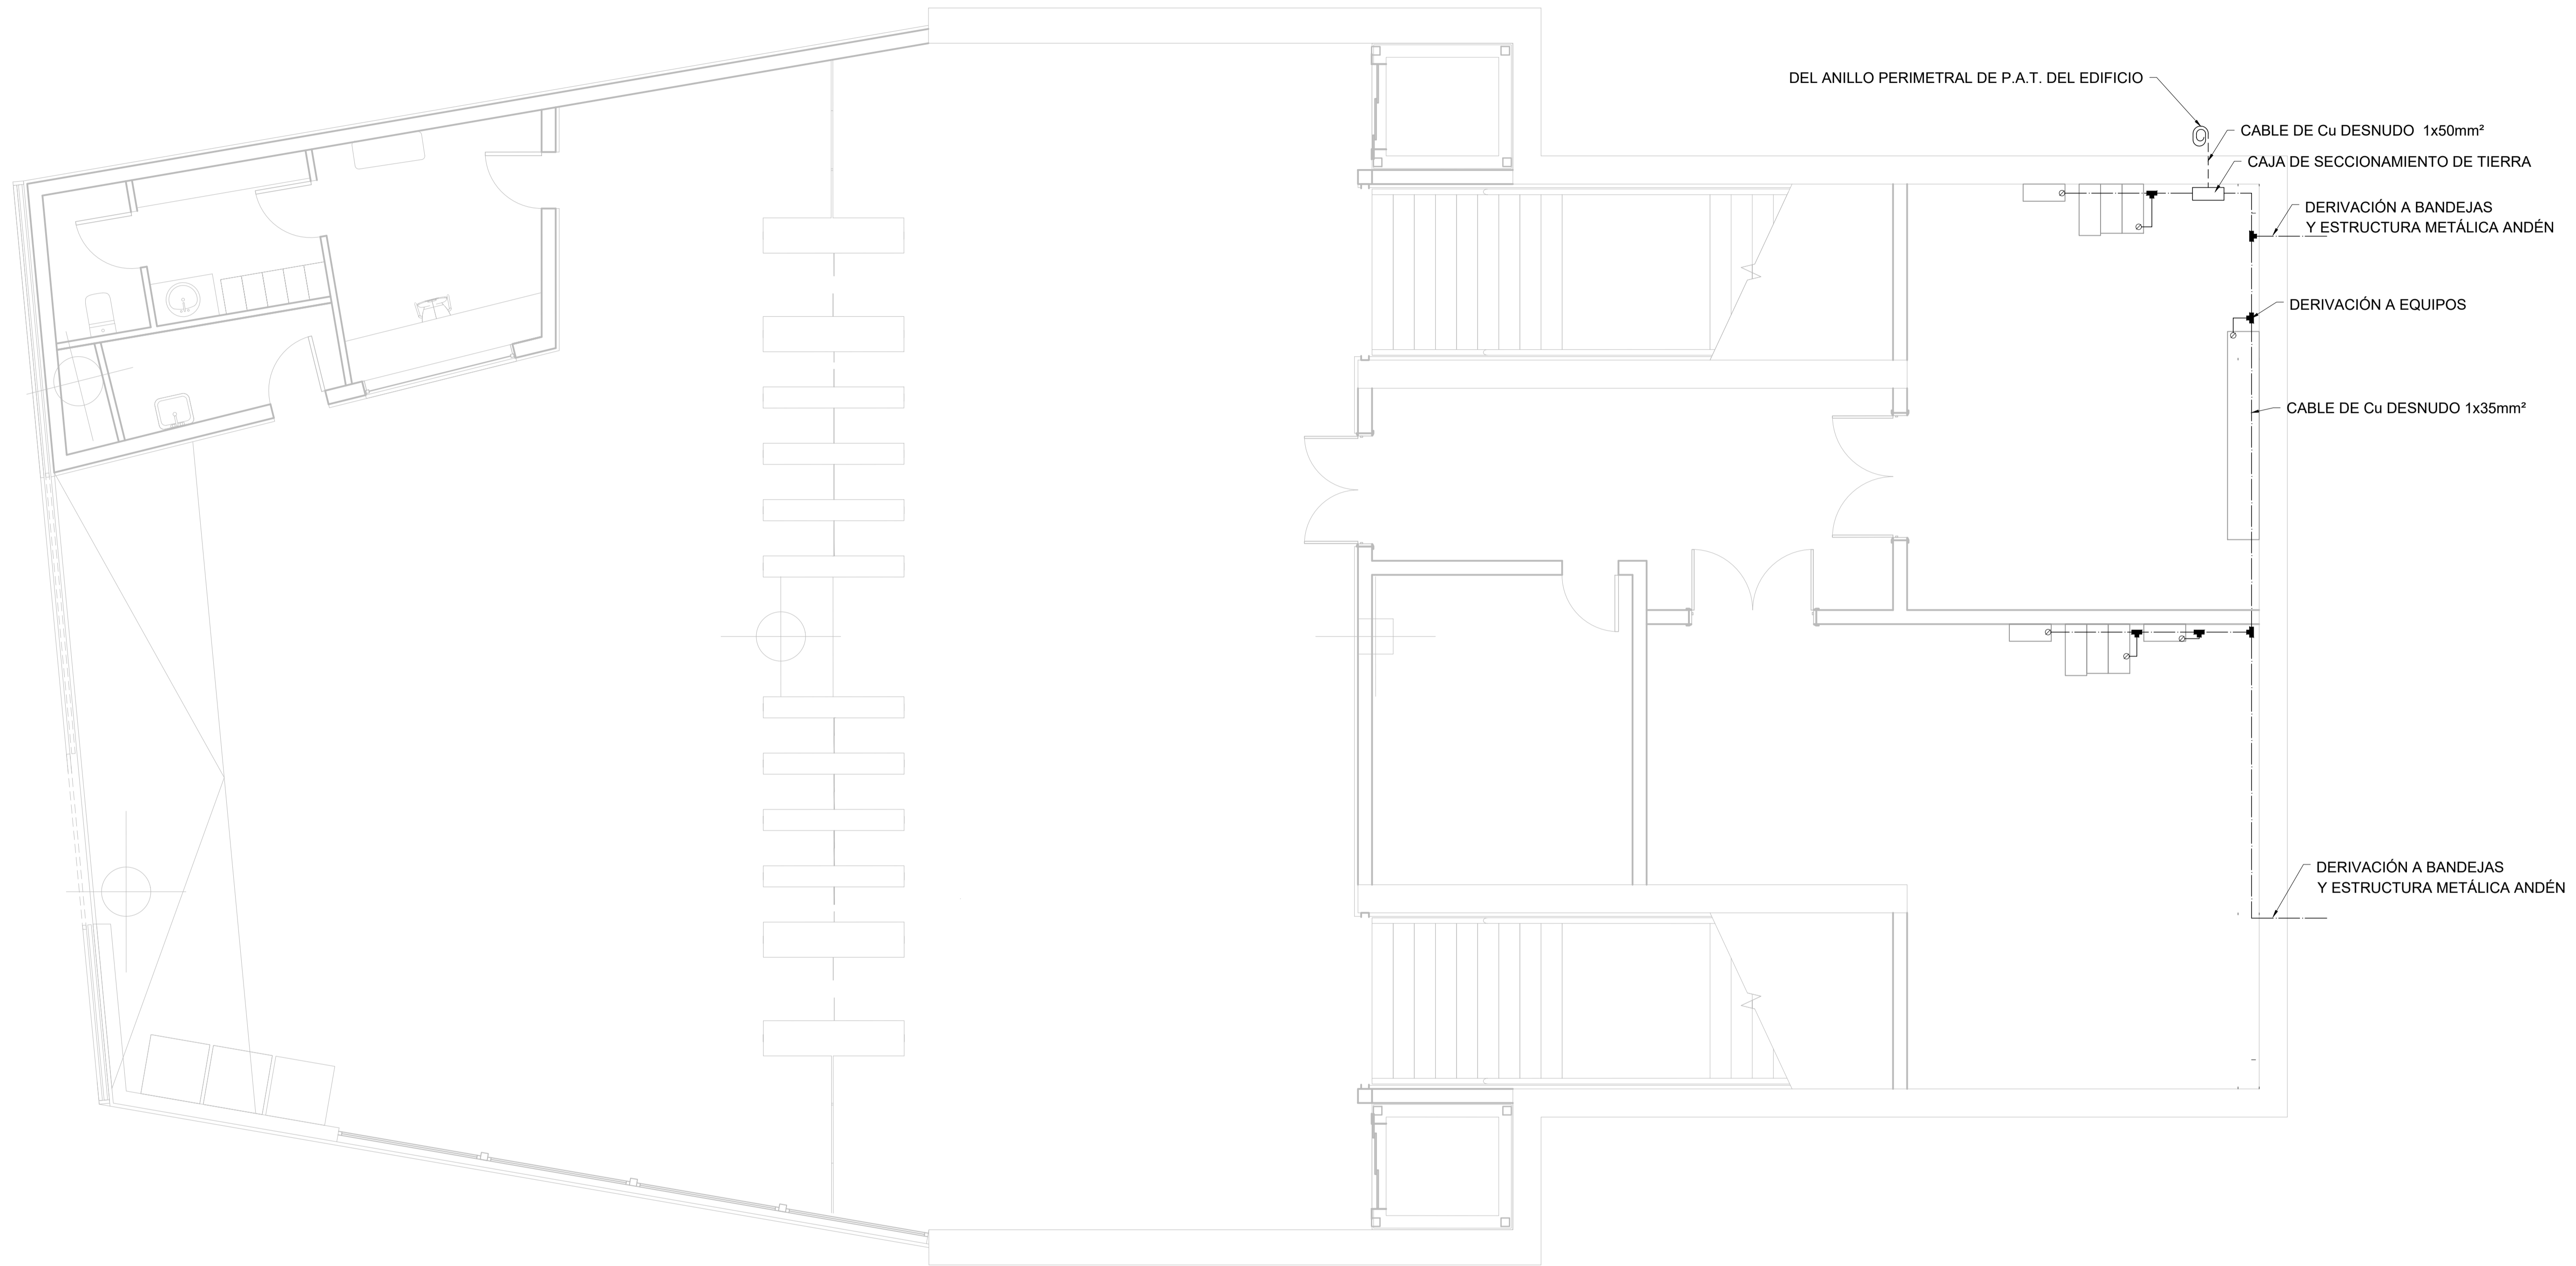 DEL ANILLO PERIMETRAL DE P.A.T. DEL EDIFICIO
CABLE DE Cu DESNUDO 1x50mm²
CAJA DE SECCIONAMIENTO DE TIERRA
DERIVACIÓN A BANDEJAS
Y ESTRUCTURA METÁLICA ANDÉN
DERIVACIÓN A EQUIPOS
CABLE DE Cu DESNUDO 1x35mm²
DERIVACIÓN A BANDEJAS
Y ESTRUCTURA METÁLICA ANDÉN